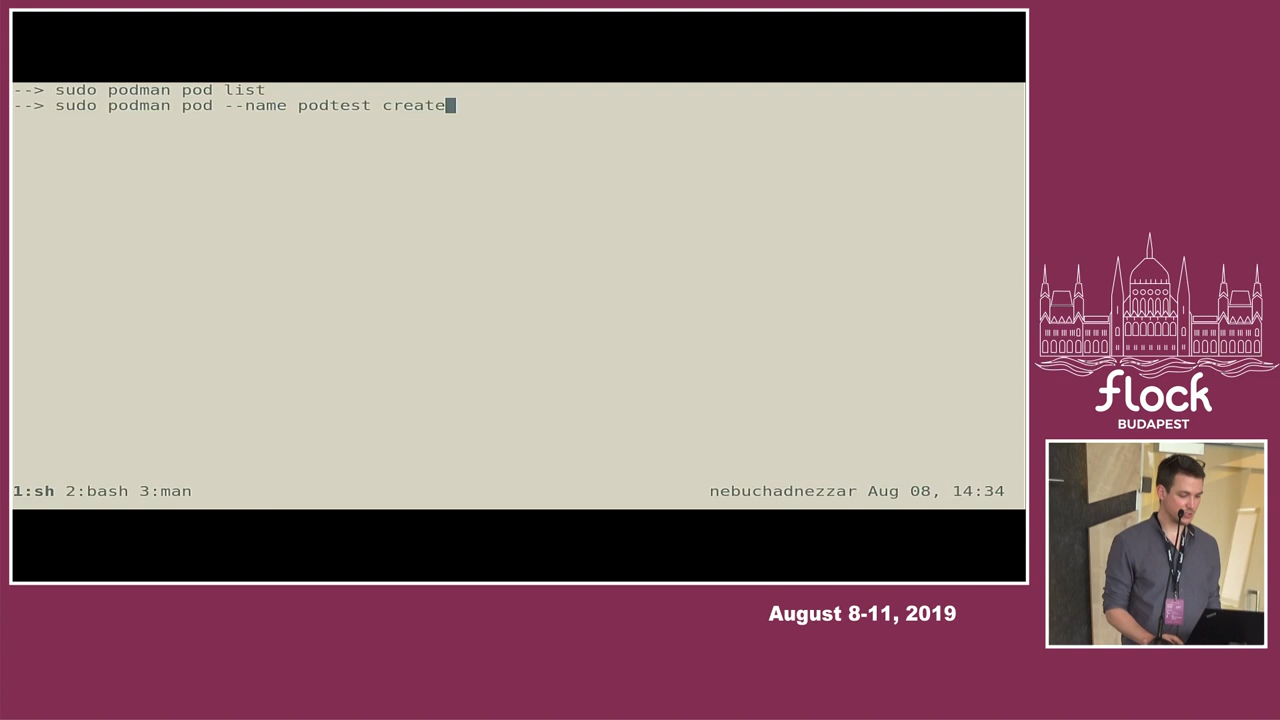 --> sudo podman pod list
--> sudo podman pod --name podtest create
1:sh 2:bash 3:man
nebuchadnezzar Aug 08, 14:34
flock
BUDAPEST
August 8-11, 2019